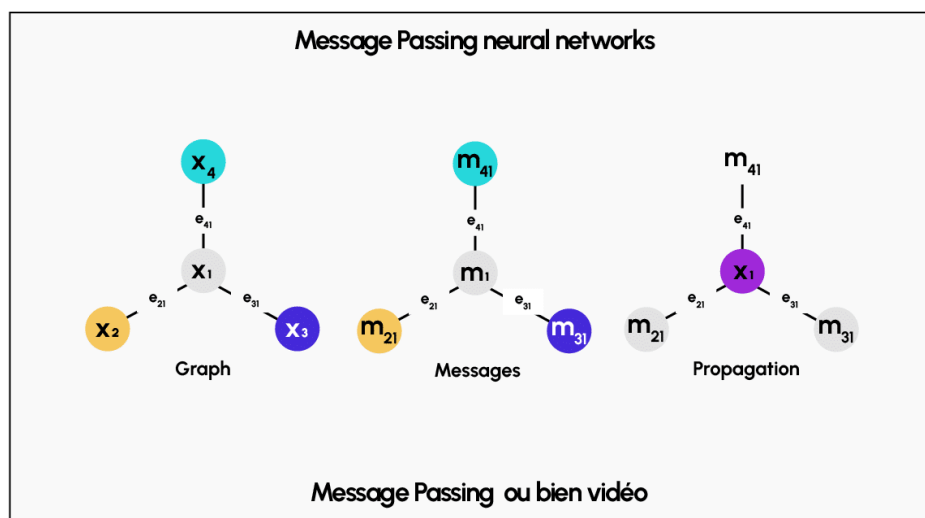 Message Passing neural networks
x4
e41
x1
e21
e31
x2
x3
Graph
m41
e41
m1
e21
e31
m21
m31
Messages
m41
e41
x1
e21
e31
m21
m31
Propagation
Message Passing ou bien vidéo